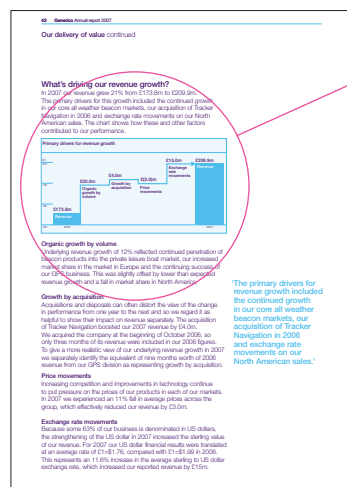 42 Generico Annual report 2007
Our delivery of value continued
What's driving our revenue growth?
In 2007 our revenue grew 21% from £173.8m to £209.9m.
The primary drivers for this growth included the continued growth
in our core all weather beacon markets, our acquisition of Tracker
Navigation in 2006 and exchange rate movements on our North
American sales. The chart shows how these and other factors
contributed to our performance.
Primary drivers for revenue growth
£173.8m
Revenue
£20.0m
Organic
growth by
volume
£4.0m
Growth by
acquisition
£(3.0)m
Price
movements
£15.0m
Exchange
rate
movements
£209.9m
Revenue
Organic growth by volume
Underlying revenue growth of 12% reflected continued penetration of
beacon products into the private leisure boat market, our increased
market share in the market in Europe and the continuing success of
our GPS business. This was slightly offset by lower than expected
revenue growth and a fall in market share in North America.
Growth by acquisition
Acquisitions and disposals can often distort the view of the change
in performance from one year to the next and so we regard it as
helpful to show their impact on revenue separately. The acquisition
of Tracker Navigation boosted our 2007 revenue by £4.0m.
We acquired the company at the beginning of October 2006, so
only three months of its revenue were included in our 2006 figures.
To give a more realistic view of our underlying revenue growth in 2007
we separately identify the equivalent of nine months worth of 2006
revenue from our GPS division as representing growth by acquisition.
Price movements
Increasing competition and improvements in technology continue
to put pressure on the prices of our products in each of our markets.
In 2007 we experienced an 11% fall in average prices across the
group, which effectively reduced our revenue by £3.0m.
Exchange rate movements
Because some 63% of our business is denominated in US dollars,
the strengthening of the US dollar in 2007 increased the sterling value
of our revenue. For 2007 our US dollar financial results were translated
at an average rate of £1=$1.76, compared with £1=$1.99 in 2006.
This represents an 11.6% increase in the average sterling to US dollar
exchange rate, which increased our reported revenue by £15m.
'The primary drivers for
revenue growth included
the continued growth
in our core all weather
beacon markets, our
acquisition of Tracker
Navigation in 2006
and exchange rate
movements on our
North American sales.'